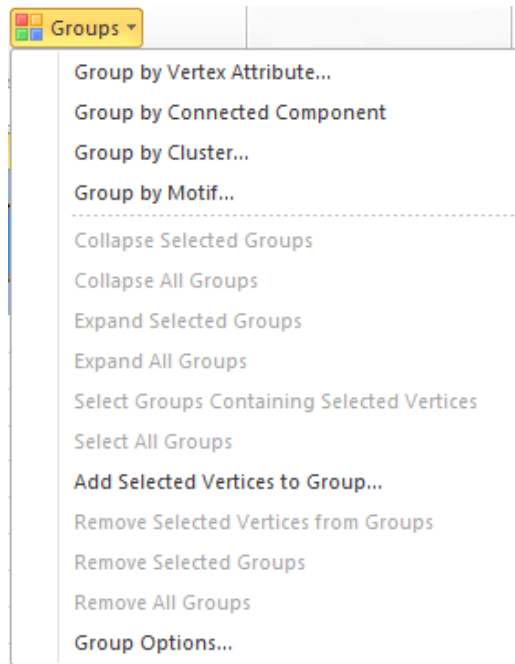 Groups
Group by Vertex Attribute...
Group by Connected Component
Group by Cluster...
Group by Motif...
Collapse Selected Groups
Collapse All Groups
Expand Selected Groups
Expand All Groups
Select Groups Containing Selected Vertices
Select All Groups
Add Selected Vertices to Group...
Remove Selected Vertices from Groups
Remove Selected Groups
Remove All Groups
Group Options...